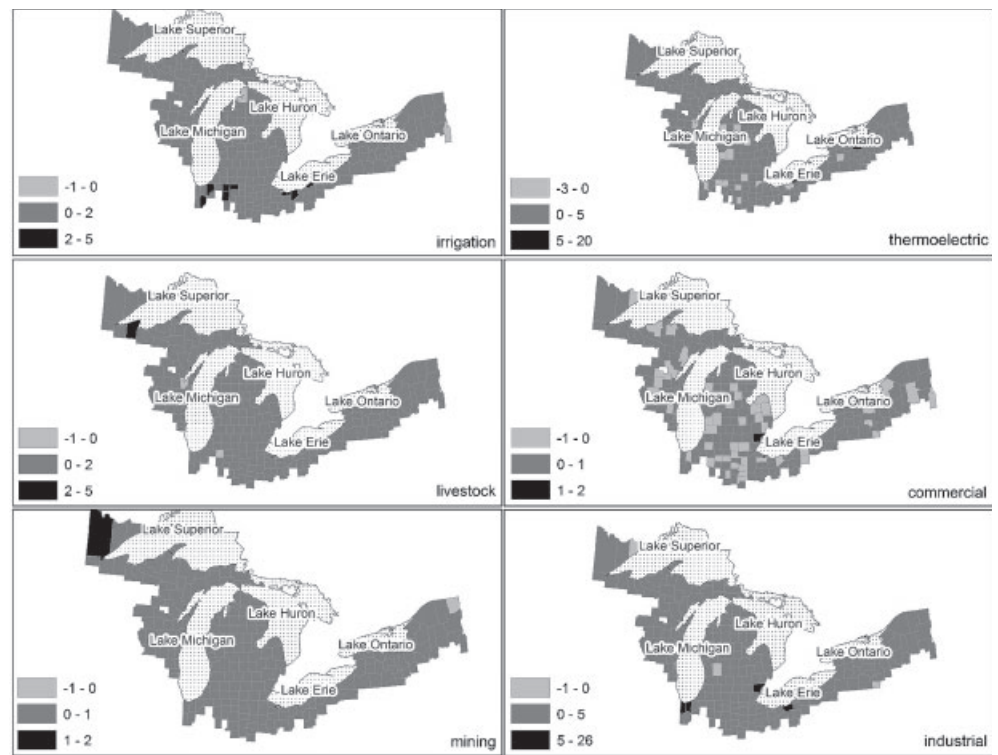 Lake Superior
Lake Huron
Lake Michigan
Lake Ontario
Lake Erie
-1 - 0
0 - 2
2 - 5
irrigation
Lake Superior
Lake Huron
Lake Michigan
Lake Ontario
Lake Erie
-3 - 0
0 - 5
5 - 20
thermoelectric
Lake Superior
Lake Huron
Lake Michigan
Lake Ontario
Lake Erie
-1 - 0
0 - 2
2 - 5
livestock
Lake Superior
Lake Huron
Lake Michigan
Lake Ontario
Lake Erie
-1 - 0
0 - 1
1 - 2
commercial
Lake Superior
Lake Huron
Lake Michigan
Lake Ontario
Lake Erie
-1 - 0
0 - 1
1 - 2
mining
Lake Superior
Lake Huron
Lake Michigan
Lake Ontario
Lake Erie
-1 - 0
0 - 5
5 - 26
industrial